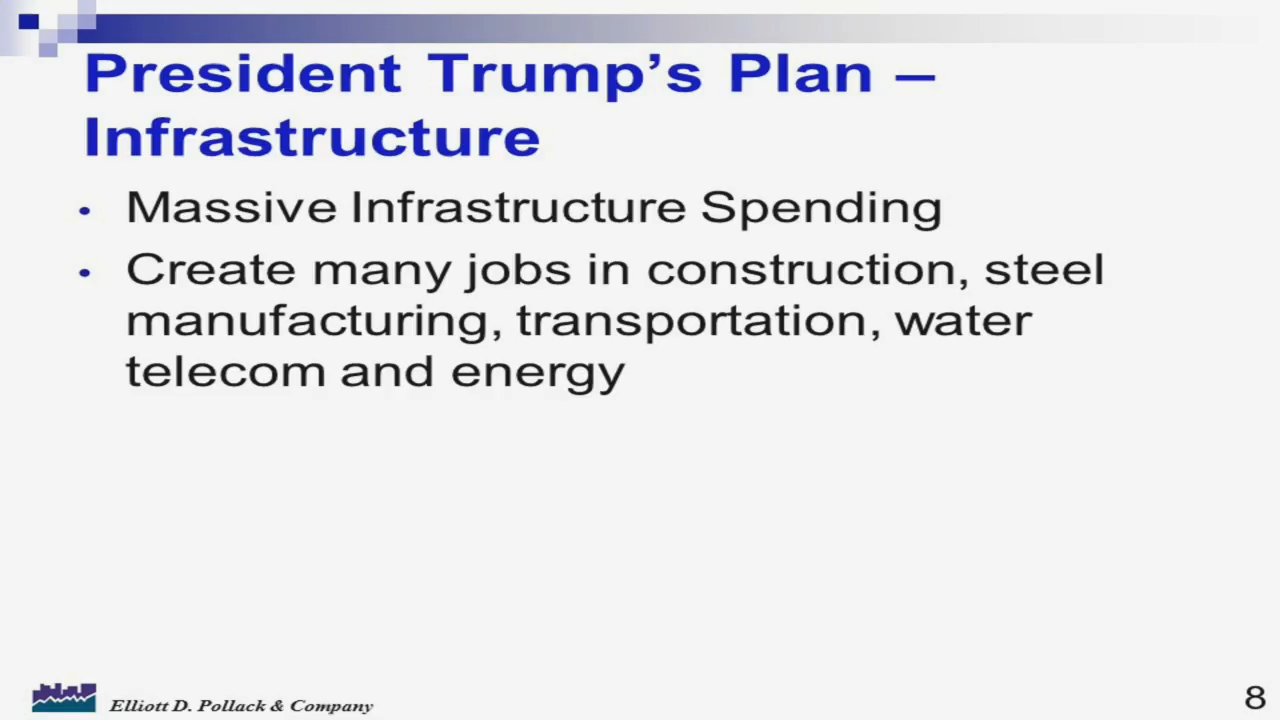 President Trump’s Plan –
Infrastructure
• Massive Infrastructure Spending
• Create many jobs in construction, steel
manufacturing, transportation, water
telecom and energy
Elliott D. Pollack & Company
8